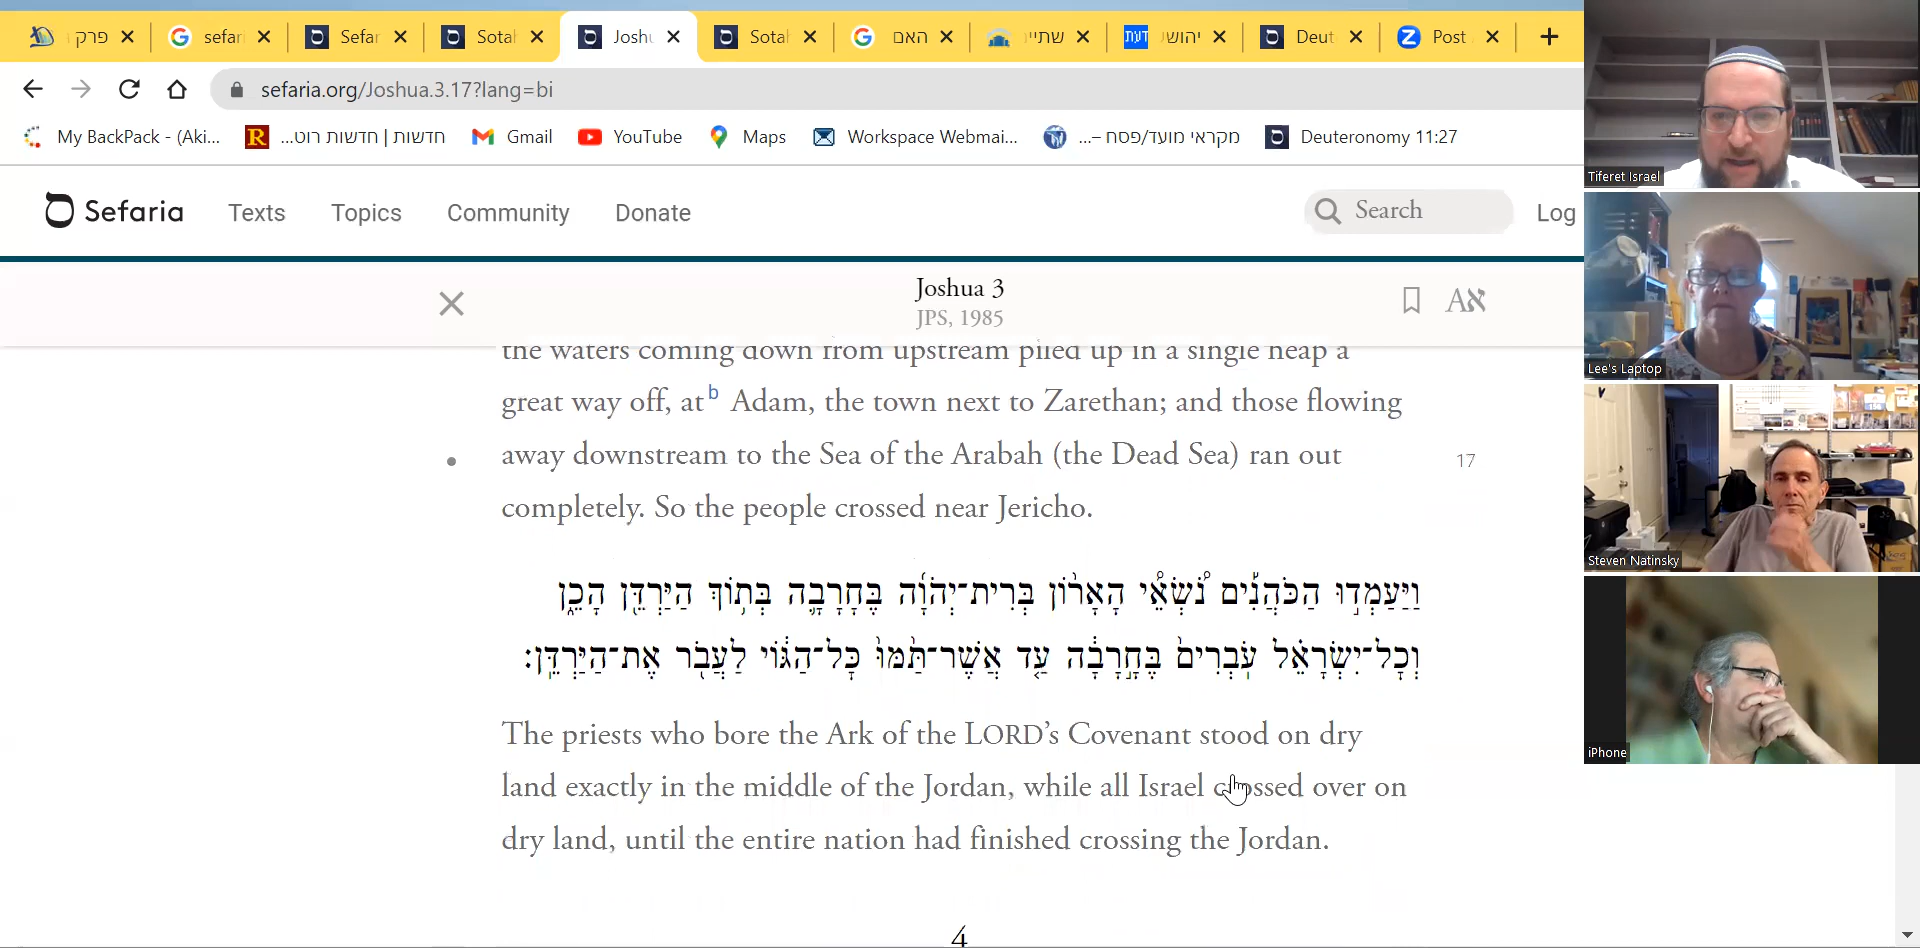 פרק
sefari
Sefar
Sotal
Joshu
Sotal
האם
שתיי
דעת יהושי
Deut
Post
sefaria.org/Joshua.3.17?lang=bi
My BackPack - (Aki...
חדשות | חדשות רוט...
Gmail
YouTube
Maps
Workspace Webmai...
מקראי מועד/פסח –...
Deuteronomy 11:27
Sefaria
Texts
Topics
Community
Donate
Search
Log
Joshua 3
JPS, 1985
the waters coming down from upstream piled up in a single heap a
great way off, at b Adam, the town next to Zarethan; and those flowing
away downstream to the Sea of the Arabah (the Dead Sea) ran out
17
completely. So the people crossed near Jericho.
וַיַּעַמְד֣וּ הַכֹּהֲנִ֡ים נֹ֠שְׂאֵ֠י הָאָר֨וֹן בְּרִית־יְהֹוָ֜ה בֶּחָרָבָ֛ה בְּת֥וֹךְ הַיַּרְדֵּ֖ן הָכֵ֑ן
וְכׇל־יִשְׂרָאֵ֗ל עֹֽבְרִים֙ בֶּחָ֣רָבָ֔ה עַ֤ד אֲשֶׁר־תַּ֙מּוּ֙ כׇּל־הַגּ֔וֹי לַעֲבֹ֖ר אֶת־הַיַּרְדֵּֽן׃
The priests who bore the Ark of the LORD’s Covenant stood on dry
land exactly in the middle of the Jordan, while all Israel crossed over on
dry land, until the entire nation had finished crossing the Jordan.
4
Tiferet Israel
Lee's Laptop
Steven Natinsky
iPhone